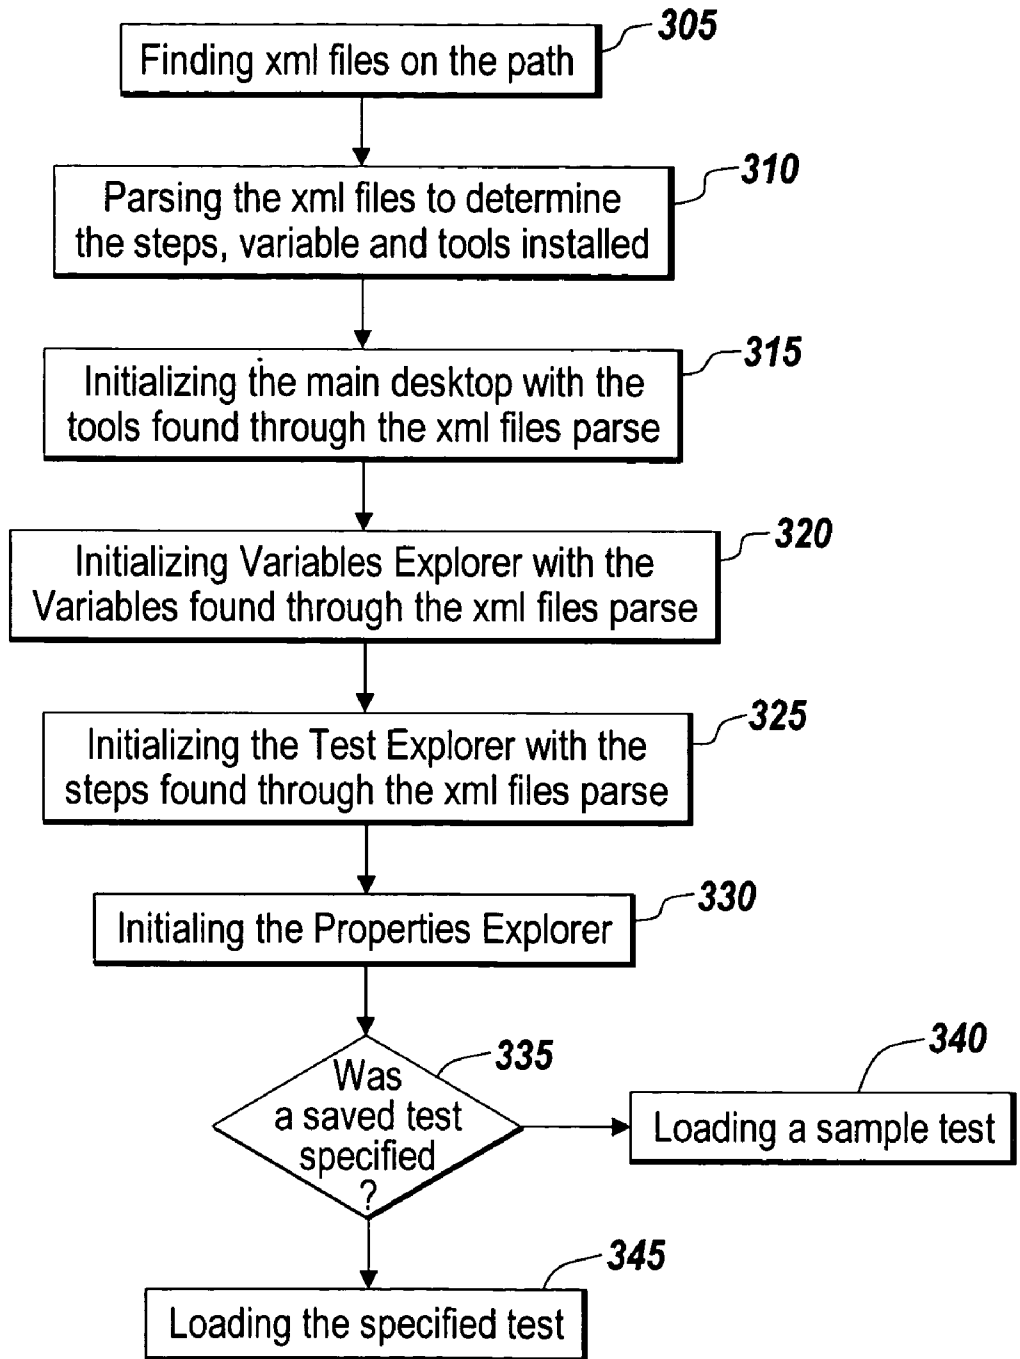 305
Finding xml files on the path
310
Parsing the xml files to determine
the steps, variable and tools installed
315
Initializing the main desktop with the
tools found through the xml files parse
320
Initializing Variables Explorer with the
Variables found through the xml files parse
325
Initializing the Test Explorer with the
steps found through the xml files parse
330
Initialing the Properties Explorer
335
Was
a saved test
specified
?
340
Loading a sample test
345
Loading the specified test